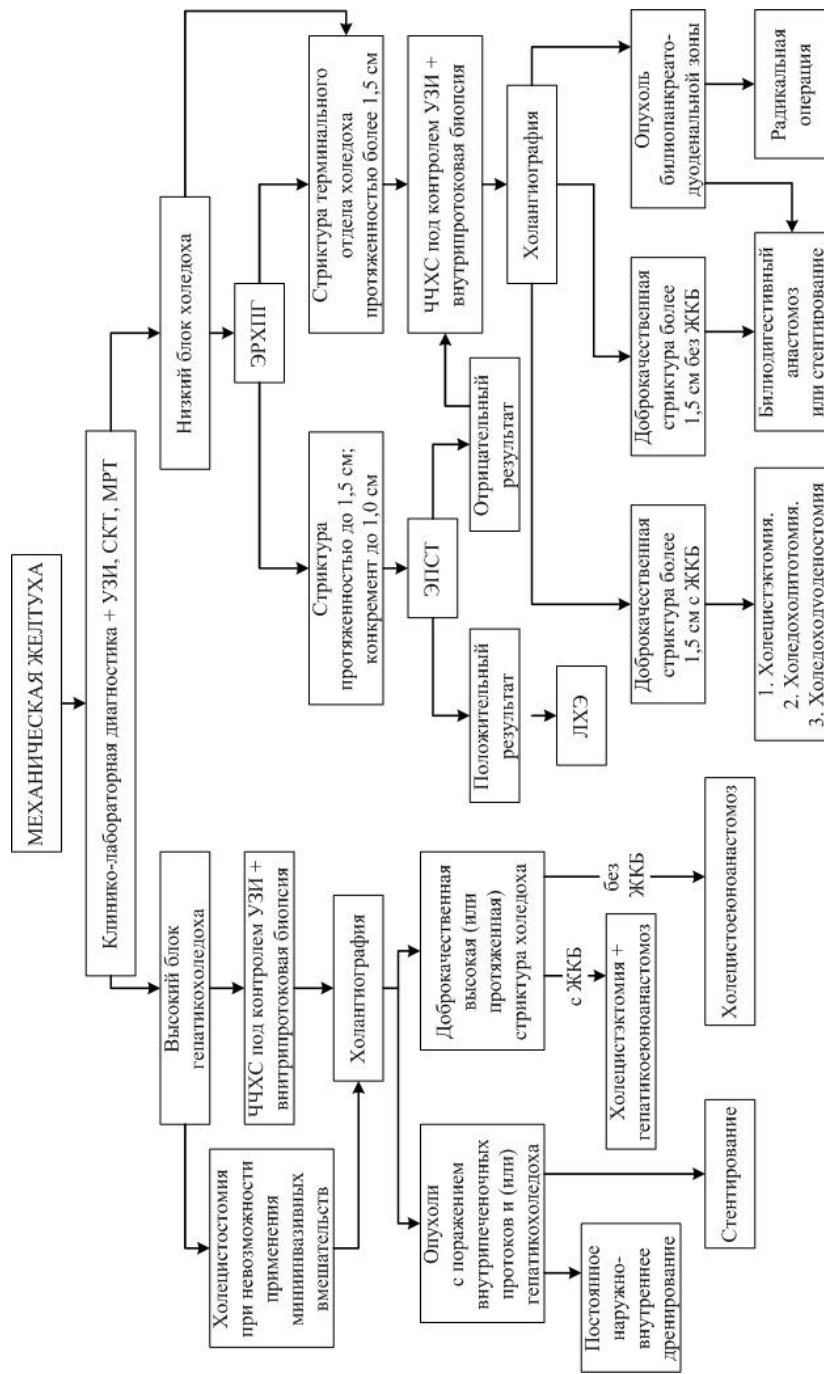 МЕХАНИЧЕСКАЯ ЖЕЛТУХА
Клинико-лабораторная диагностика + УЗИ, СКТ, МРТ
Высокий блок
гепатикохоледоха
Низкий блок холедоха
ЧЧХС под контролем УЗИ +
внитрипротоковая биопсия
ЭРХПГ
Холецистостомия
при невозможности
применения
мининвазивных
вмешательств
Холангиография
Стриктура
протяженностью до 1,5 см;
конкремент до 1,0 см
Стриктура терминального
отдела холедоха
протяженностью более 1,5 см
ЭПСТ
ЧЧХС под контролем УЗИ +
внутрипротоковая биопсия
Опухоли
с поражением
внутрипеченочных
протоков и (или)
гепатикохоледоха
Доброкачественная
высокая (или
протяженная)
стриктура холедоха
Положительный
результат
Отрицательный
результат
ЛХЭ
Холангиография
с ЖКБ
без
ЖКБ
Постоянное
наружно-
внутреннее
дренирование
Холецистэктомия +
гепатикоеюноанастомоз
Доброкачественная
стриктура более
1,5 см с ЖКБ
Доброкачественная
стриктура более
1,5 см без ЖКБ
Опухоль
билиопанкреато-
дуоденальной зоны
Стентирование
Холецистоеюноанастомоз
1. Холецистэктомия.
2. Холедохолитотомия.
3. Холедоходуоденостомия
Билиодигестивный
анастомоз
или стентирование
Радикальная
операция